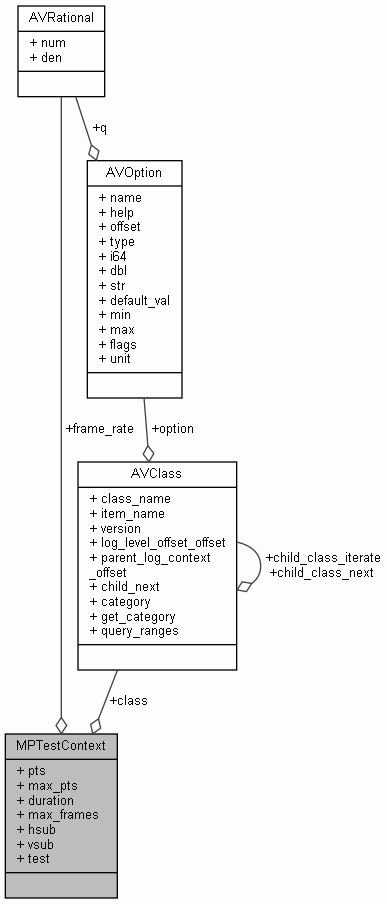 AVRational
+ num
+ den
+q
AVOption
+ name
+ help
+ offset
+ type
+ i64
+ dbl
+ str
+ default_val
+ min
+ max
+ flags
+ unit
+frame_rate
+option
AVClass
+ class_name
+ item_name
+ version
+ log_level_offset_offset
+ parent_log_context
_offset
+ child_next
+ category
+ get_category
+ query_ranges
+child_class_iterate
+child_class_next
+class
MPTestContext
+ pts
+ max_pts
+ duration
+ max_frames
+ hsub
+ vsub
+ test